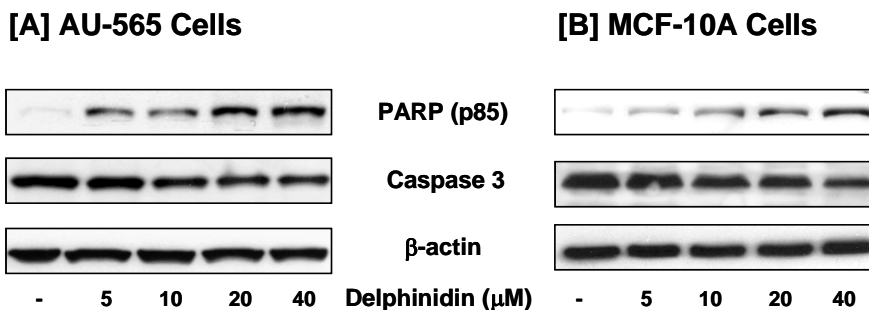 [A] AU-565 Cells [B] MCF-10A Cells
PARP (p85)
Caspase 3
β-actin
- 5 10 20 40 Delphinidin (μM) - 5 10 20 40